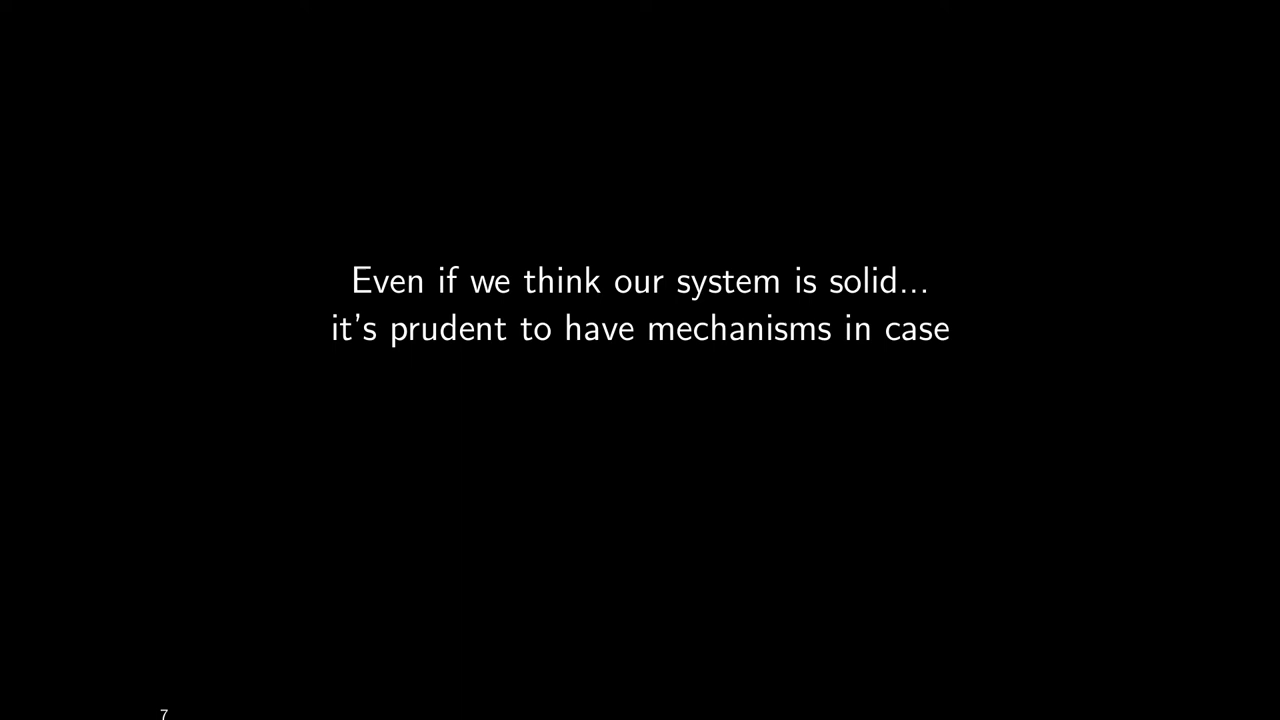 Even if we think our system is solid...
it's prudent to have mechanisms in case
7